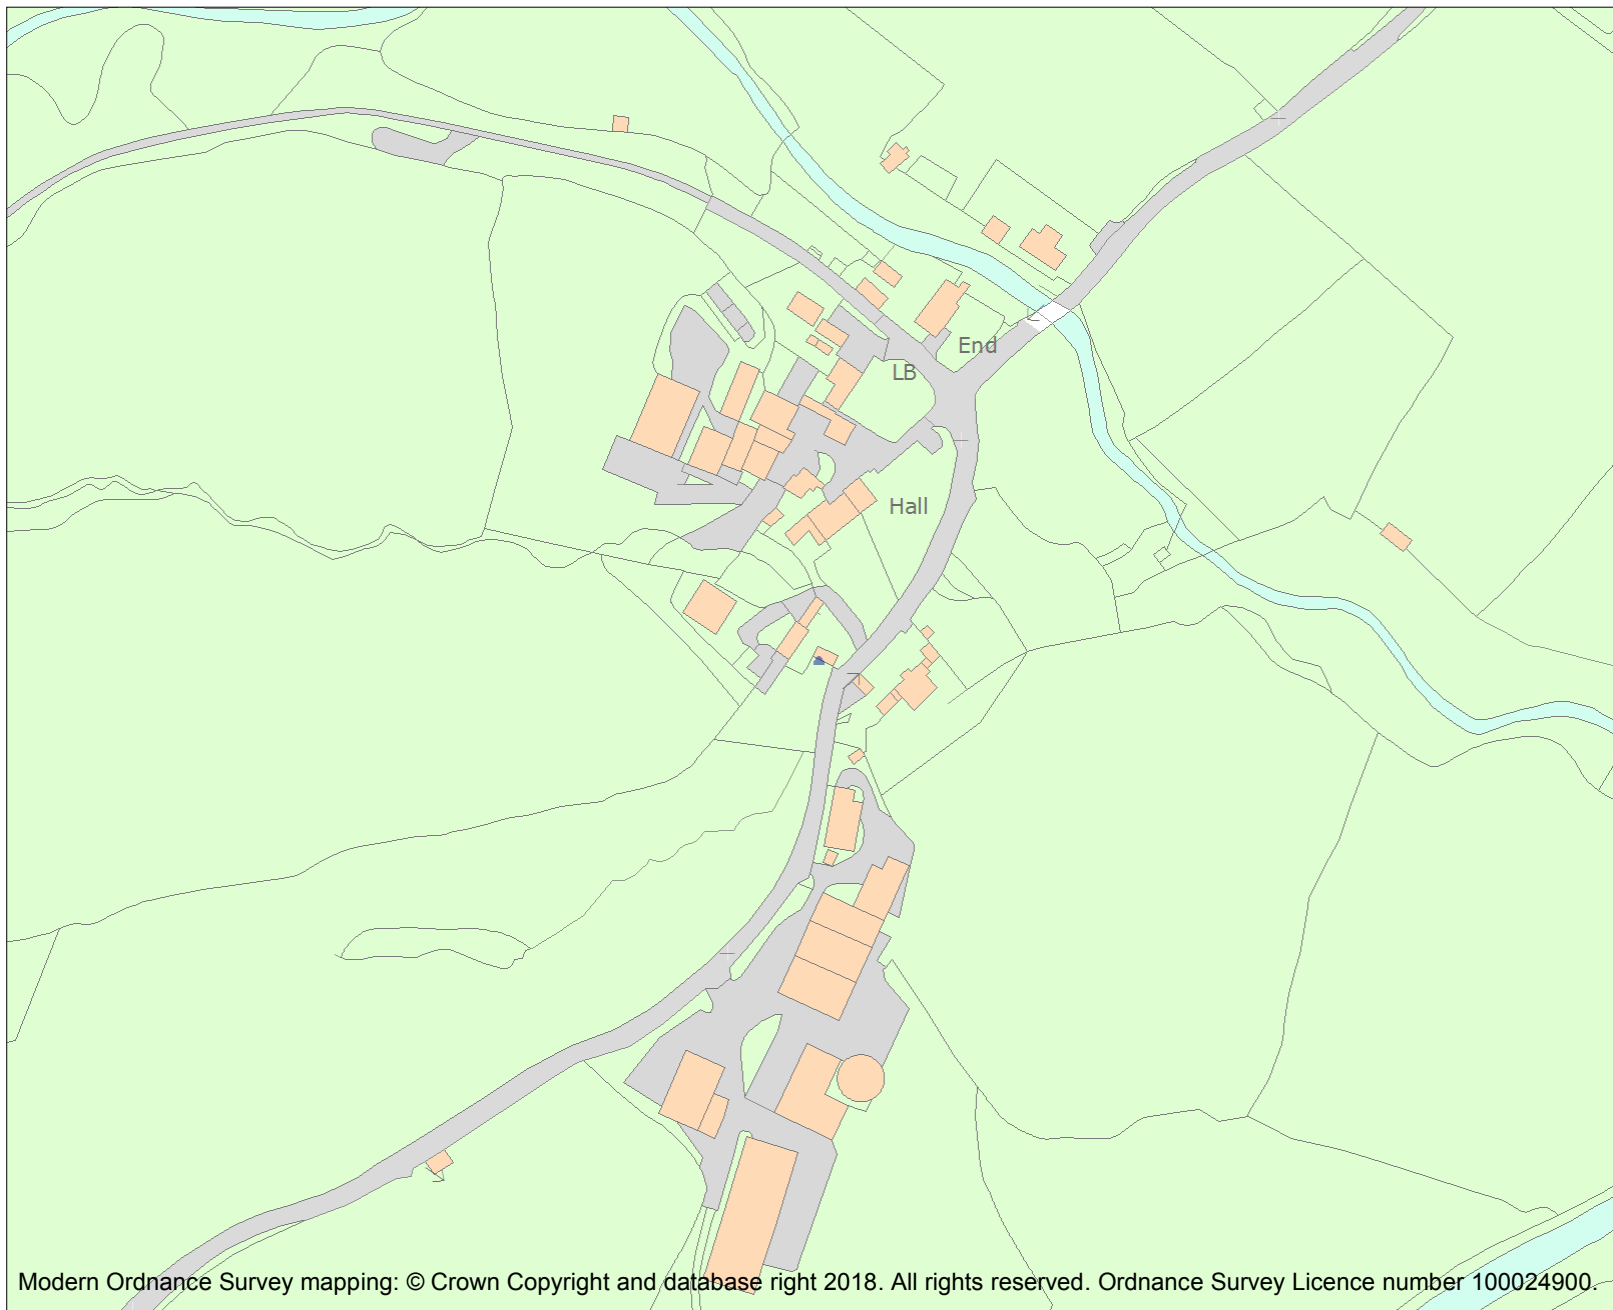 End
LB
Hall
Modern Ordnance Survey mapping: © Crown Copyright and database right 2018. All rights reserved. Ordnance Survey Licence number 100024900.